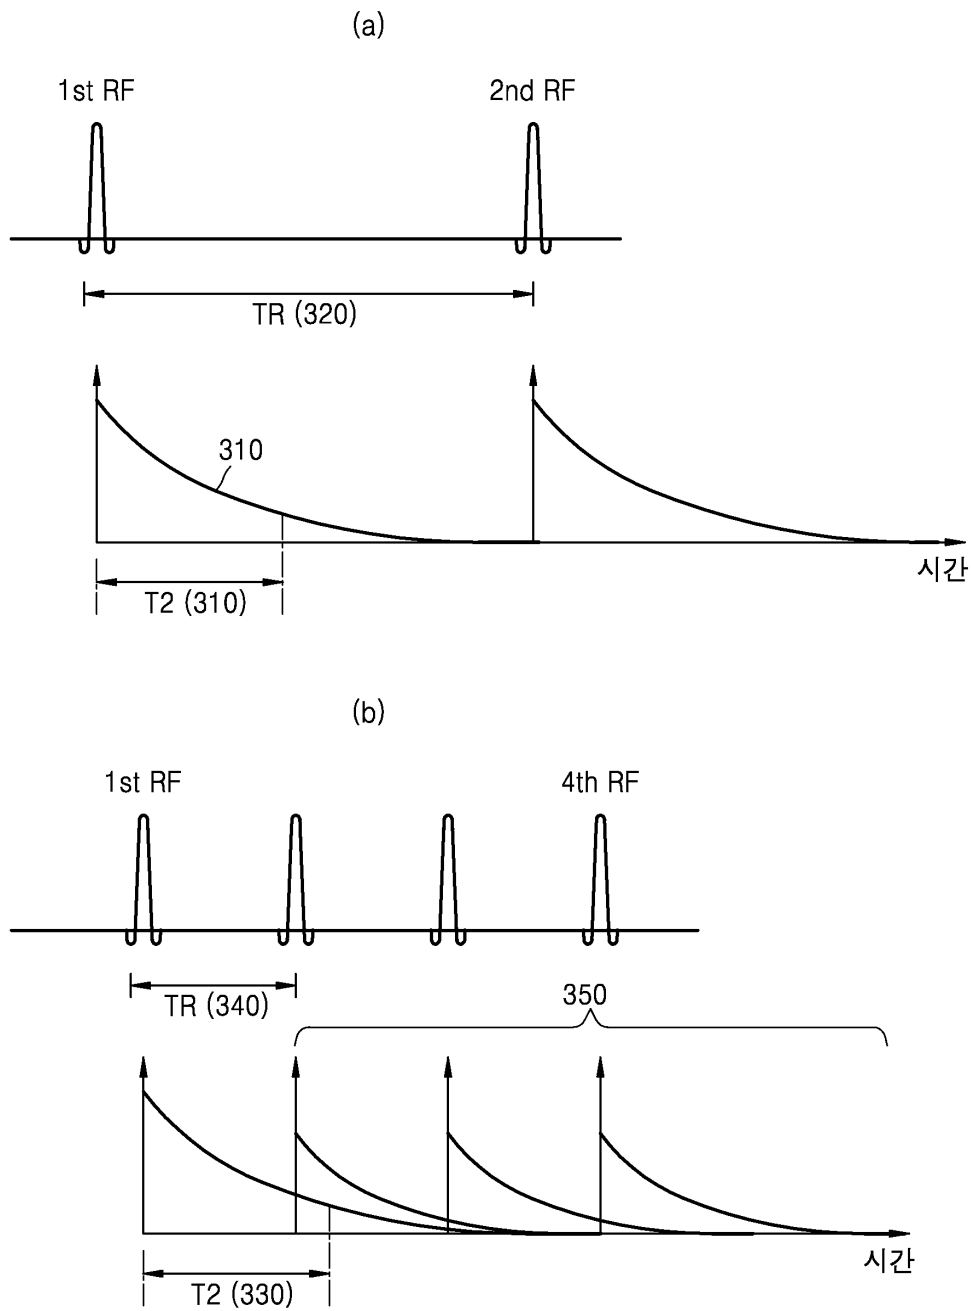 (a)
1st RF
2nd RF
TR (320)
310
시간
T2 (310)
(b)
1st RF
4th RF
TR (340)
350
시간
T2 (330)